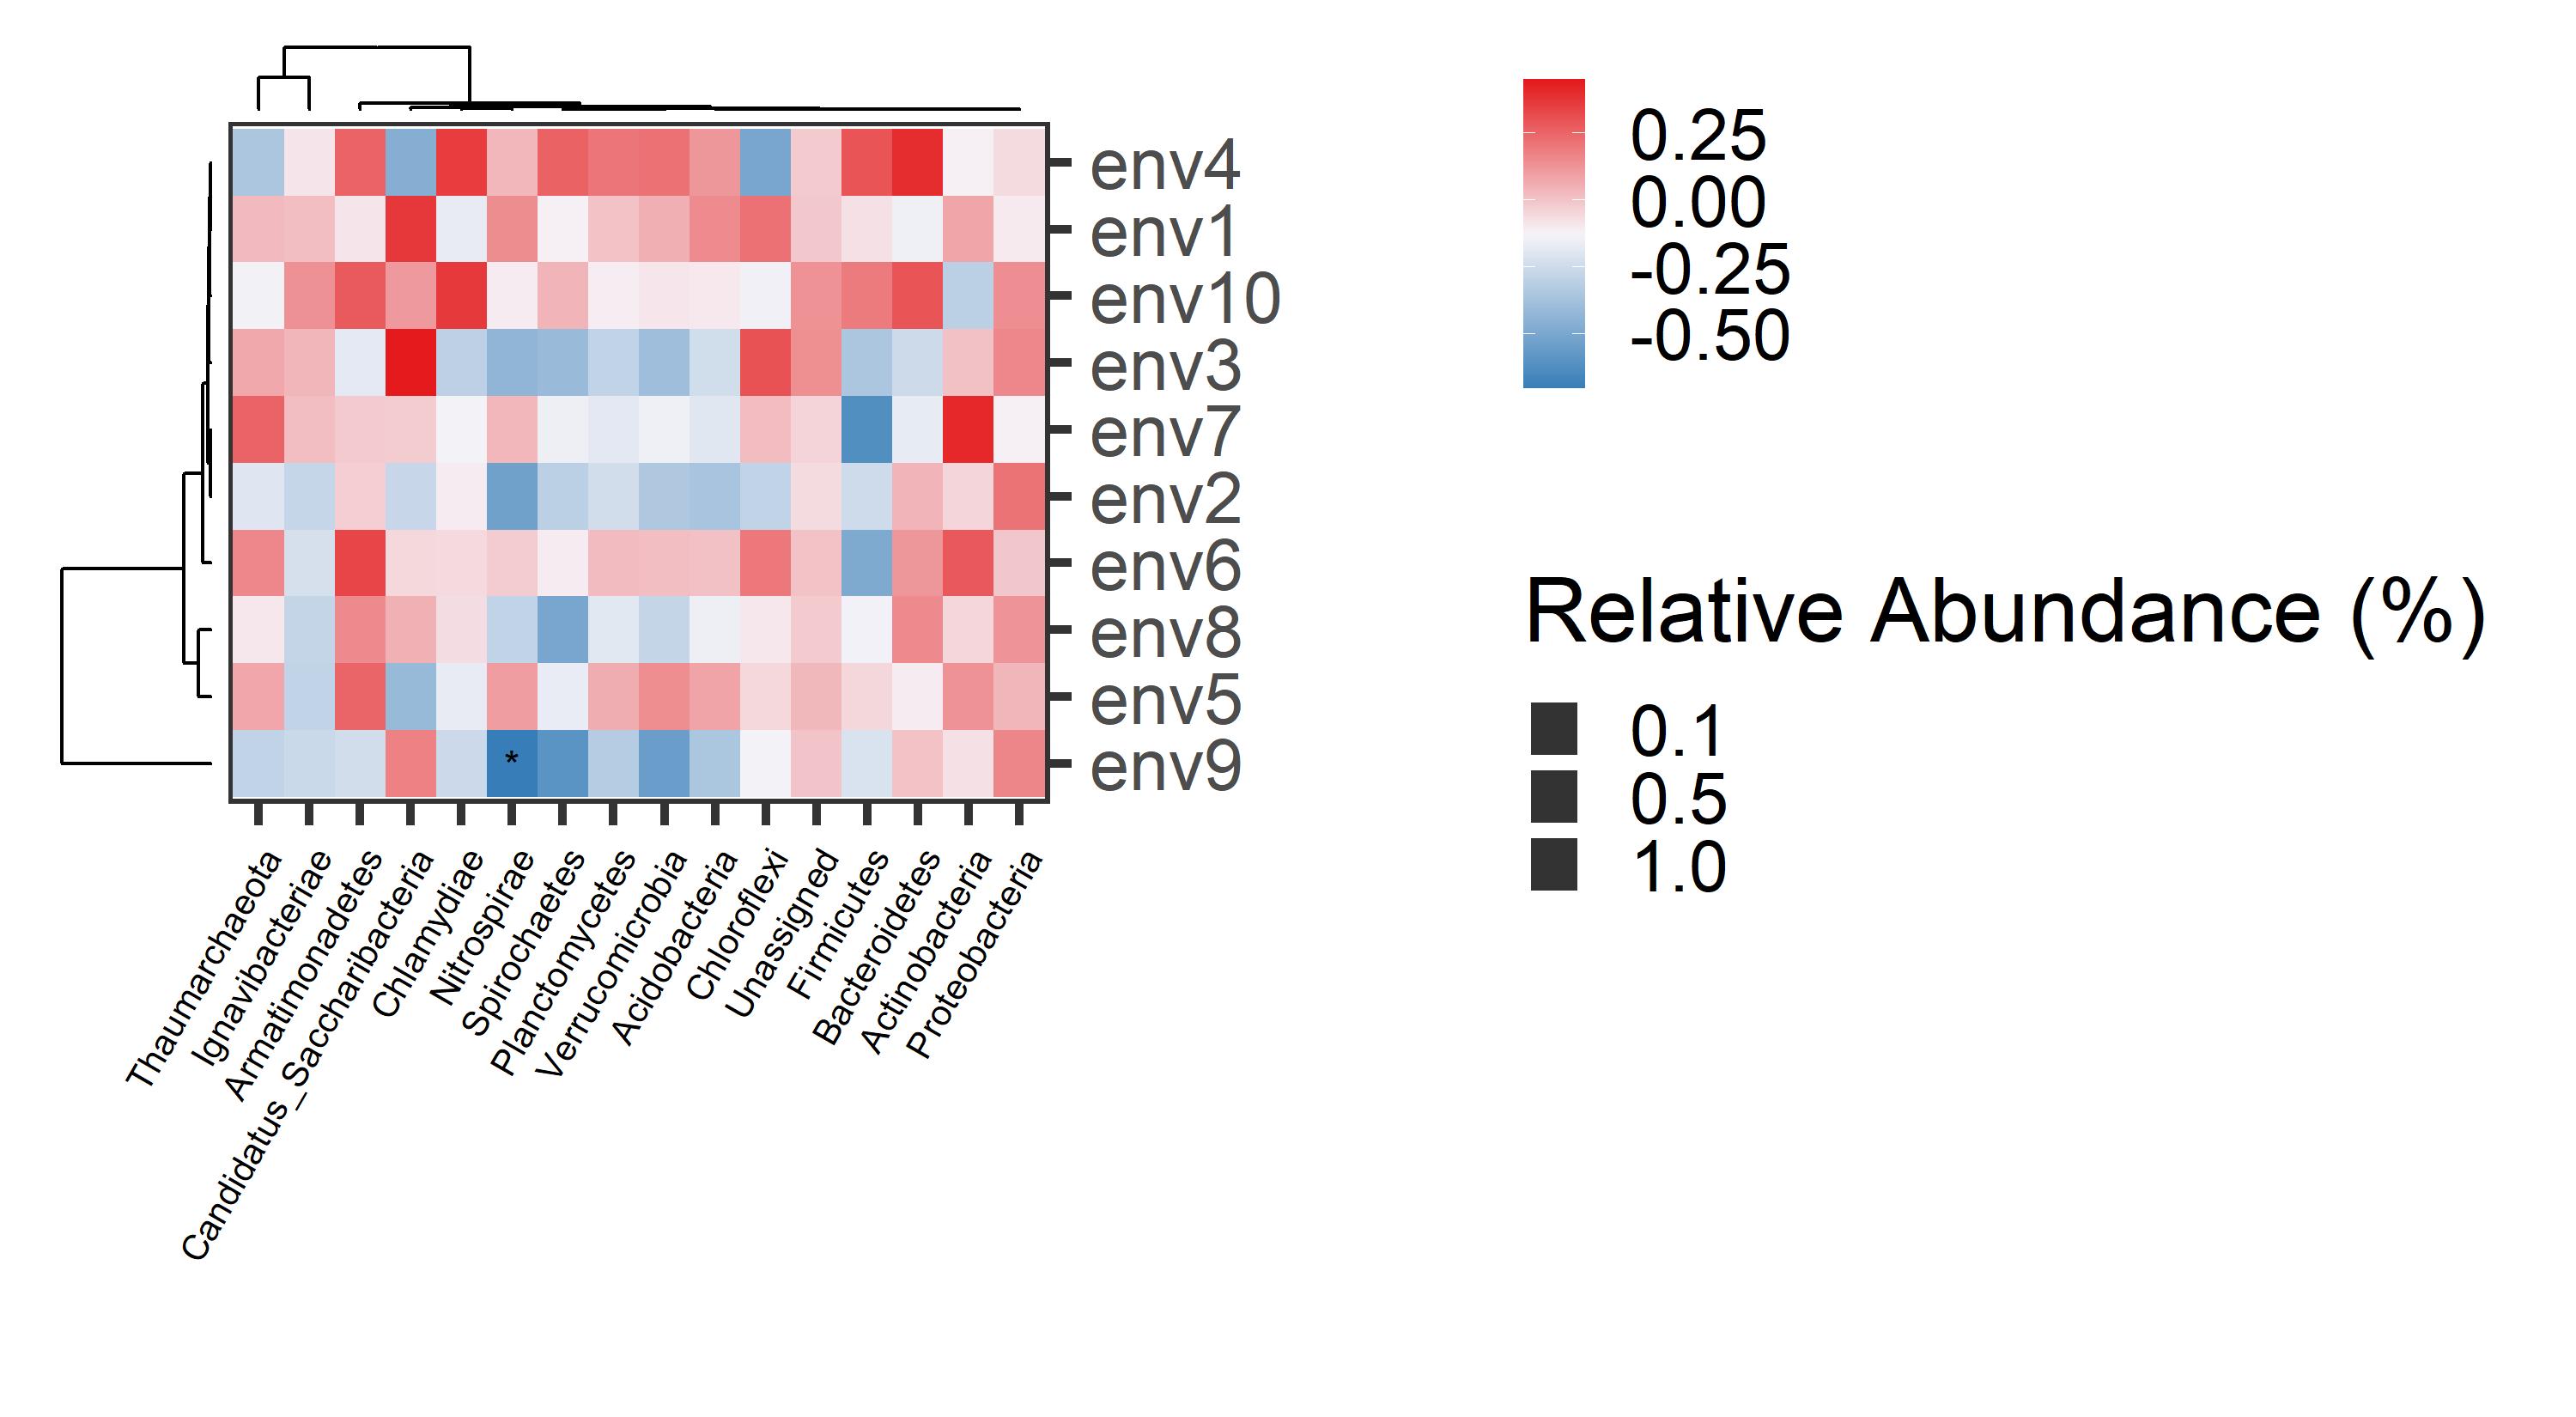 env4
env1
env10
env3
env7
env2
env6
env8
env5
*
env9
Thaumarchaeota
Ignavibacteriae
Armatimonadetes
Candidatus_Saccharibacteria
Chlamydiae
Nitrospirae
Spirochaetes
Planctomycetes
Verrucomicrobia
Acidobacteria
Chloroflexi
Unassigned
Firmicutes
Bacteroidetes
Actinobacteria
Proteobacteria
0.25
0.00
-0.25
-0.50
Relative Abundance (%)
0.1
0.5
1.0